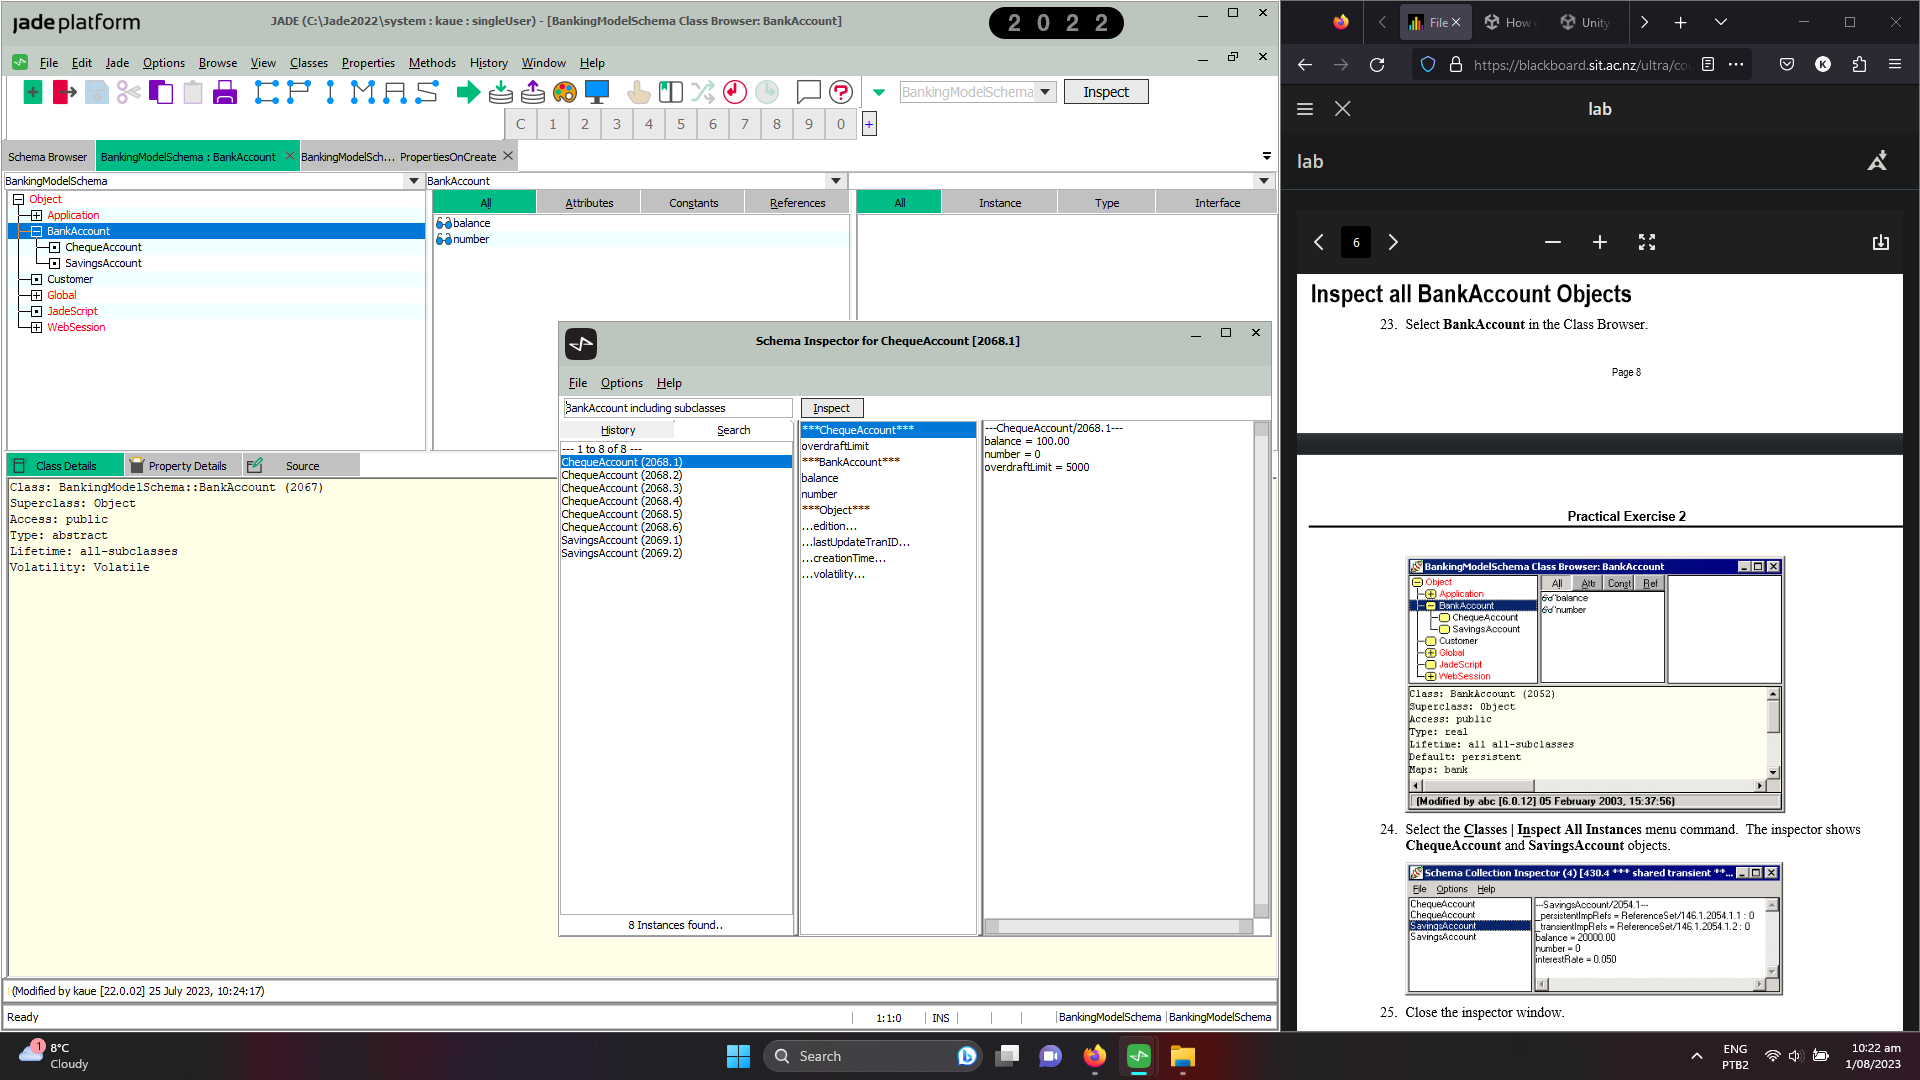 jade platform
JADE (C:\Jade2022\system : kaue : singleUser) - [BankingModelSchema Class Browser: BankAccount]
2022
File Edit Jade Options Browse View Classes Properties Methods History Window Help
BankingModelSchema
Inspect
C 1 2 3 4 5 6 7 8 9 0 +
Schema Browser
BankingModelSchema : BankAccount
BankingModelSch... PropertiesOnCreate
BankingModelSchema
BankAccount
Object
Application
BankAccount
ChequeAccount
SavingsAccount
Customer
Global
JadeScript
WebSession
All Attributes Constants References
balance
number
All Instance Type Interface
Class Details
Property Details
Source
Class: BankingModelSchema::BankAccount (2067)
Superclass: Object
Access: public
Type: abstract
Lifetime: all-subclasses
Volatility: Volatile
Schema Inspector for ChequeAccount [2068.1]
File Options Help
BankAccount including subclasses
Inspect
History Search
--- 1 to 8 of 8 ---
ChequeAccount (2068.1)
ChequeAccount (2068.2)
ChequeAccount (2068.3)
ChequeAccount (2068.4)
ChequeAccount (2068.5)
ChequeAccount (2068.6)
SavingsAccount (2069.1)
SavingsAccount (2069.2)
8 Instances found..
***ChequeAccount***
overdraftLimit
***BankAccount***
balance
number
***Object***
...edition...
...lastUpdateTranID...
...creationTime...
...volatility...
---ChequeAccount/2068.1---
balance = 100.00
number = 0
overdraftLimit = 5000
(Modified by kaue [22.0.02] 25 July 2023, 10:24:17)
Ready
1:1:0
INS
BankingModelSchema
BankingModelSchema
File
How
Unity
https://blackboard.sit.ac.nz/ultra/co
K
lab
lab
6
Inspect all BankAccount Objects
23. Select BankAccount in the Class Browser.
Page 8
Practical Exercise 2
BankingModelSchema Class Browser: BankAccount
Object
Application
BankAccount
ChequeAccount
SavingsAccount
Customer
Global
JadeScript
WebSession
All Attr Const Ref
balance
number
Class: BankAccount (2052)
Superclass: Object
Access: public
Type: real
Lifetime: all all-subclasses
Default: persistent
Maps: bank
(Modified by abc [6.0.12] 05 February 2003, 15:37:56)
24. Select the Classes | Inspect All Instances menu command. The inspector shows
ChequeAccount and SavingsAccount objects.
Schema Collection Inspector (4) [430.4 *** shared transient **...
File Options Help
ChequeAccount
ChequeAccount
SavingsAccount
SavingsAccount
---SavingsAccount/2054.1---
_persistentImpRefs = ReferenceSet/146.1.2054.1.1 : 0
_transientImpRefs = ReferenceSet/146.1.2054.1.2 : 0
balance = 20000.00
number = 0
interestRate = 0.050
25. Close the inspector window.
1
8°C
Cloudy
Search
ENG
PTB2
10:22 am
1/08/2023